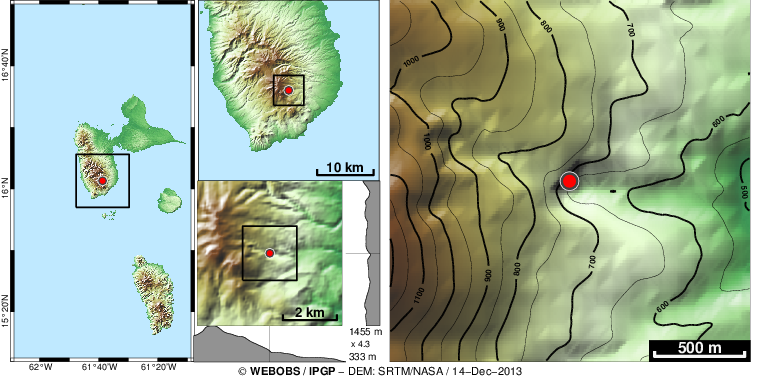 16°40'N
16°N
15°20'N
62°W
61°40'W
61°20'W
10 km
2 km
1455 m
x 4.3
333 m
1000
900
800
700
600
1000
500
1100
900
800
700
600
500 m
© WEBOBS / IPGP – DEM: SRTM/NASA / 14–Dec–2013